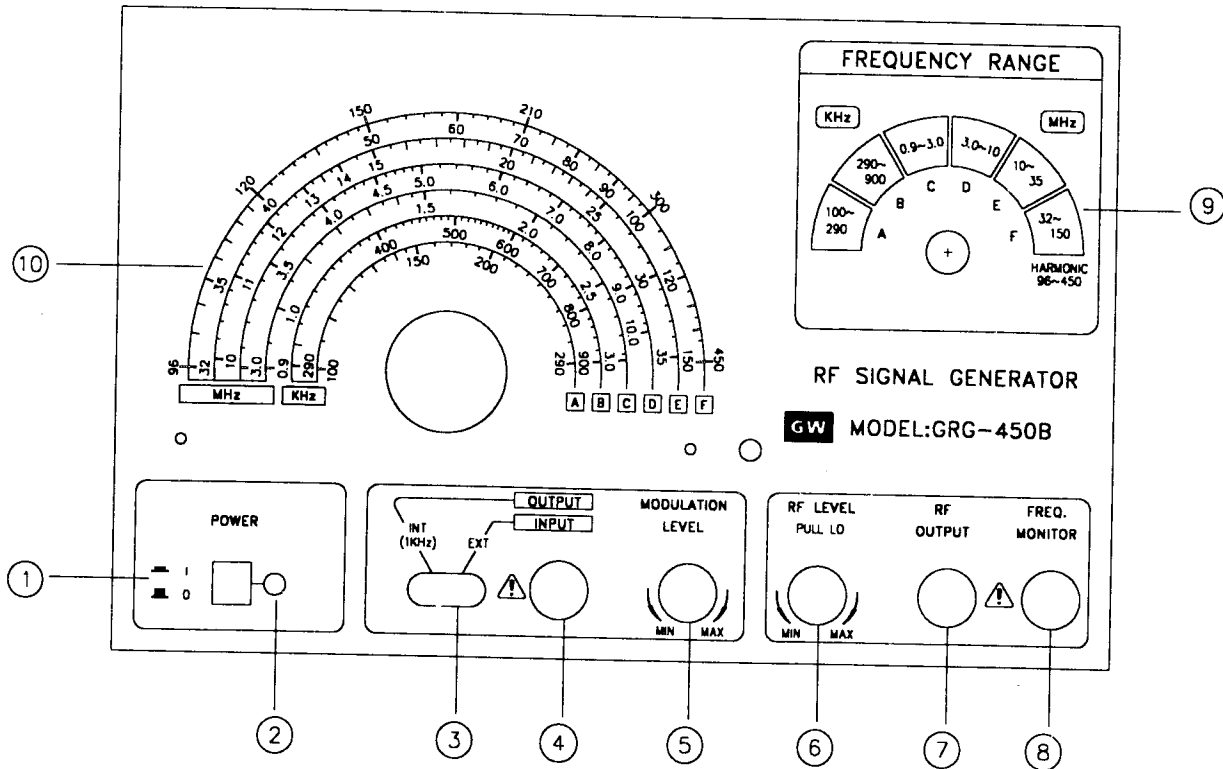 FREQUENCY RANGE
KHz MHz
100~
290
290~
900
0.9~3.0
3.0~10
10~
35
32~
150
A B C D E F
HARMONIC
96~450
96 120 150 210 300 450
32 35 40 50 60 70 80 90 100 120 150
10 11 12 13 14 15 20 25 30 35
3.0 3.5 4.0 4.5 5.0 6.0 7.0 8.0 9.0 10.0
0.9 1.0 1.5 2.0 2.5 3.0
290 400 500 600 700 800 900
100 150 200 290
MHz KHz
A B C D E F
RF SIGNAL GENERATOR
GW MODEL:GRG-450B
POWER
I
0
OUTPUT
INPUT
INT
(1KHz)
EXT
MODULATION
LEVEL
MIN MAX
RF LEVEL
PULL LO
MIN MAX
RF
OUTPUT
FREQ.
MONITOR
1
2
3
4
5
6
7
8
9
10